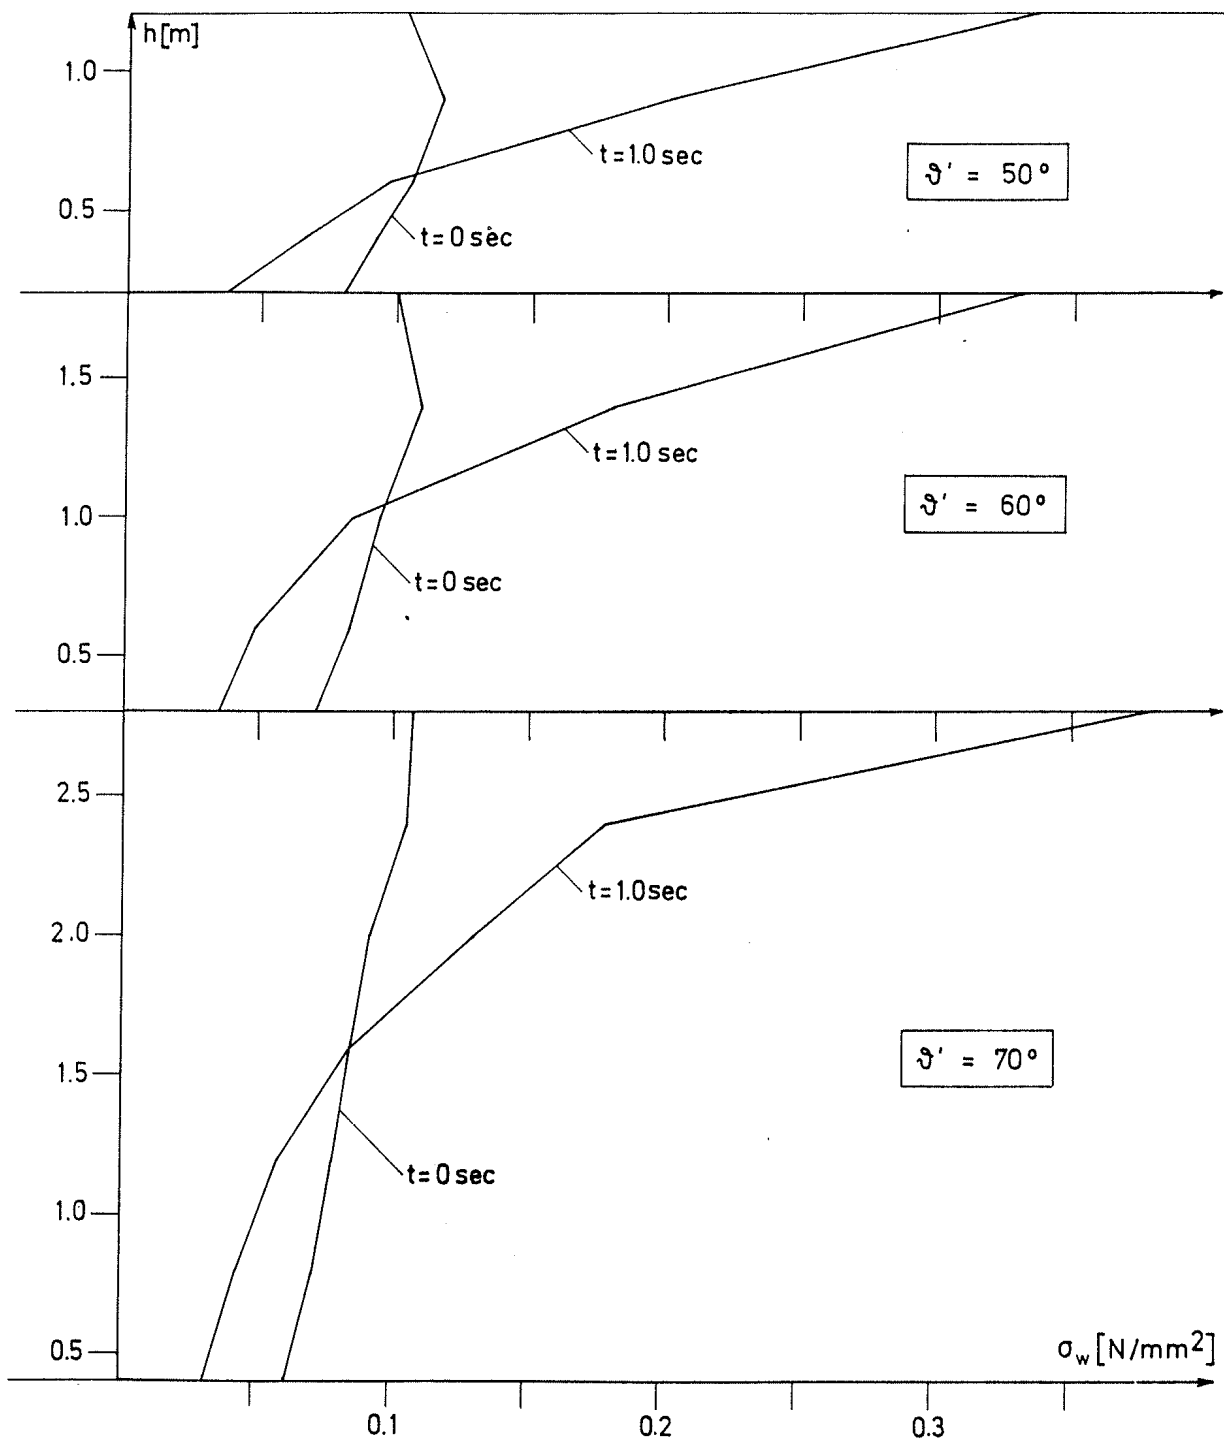 h[m]
1.0
t=1.0 sec
ϑ' = 50°
0.5
t=0 sec
1.5
t=1.0 sec
ϑ' = 60°
1.0
t=0 sec
0.5
2.5
t=1.0sec
2.0
ϑ' = 70°
1.5
t=0 sec
1.0
0.5
σw [N/mm²]
0.1 0.2 0.3